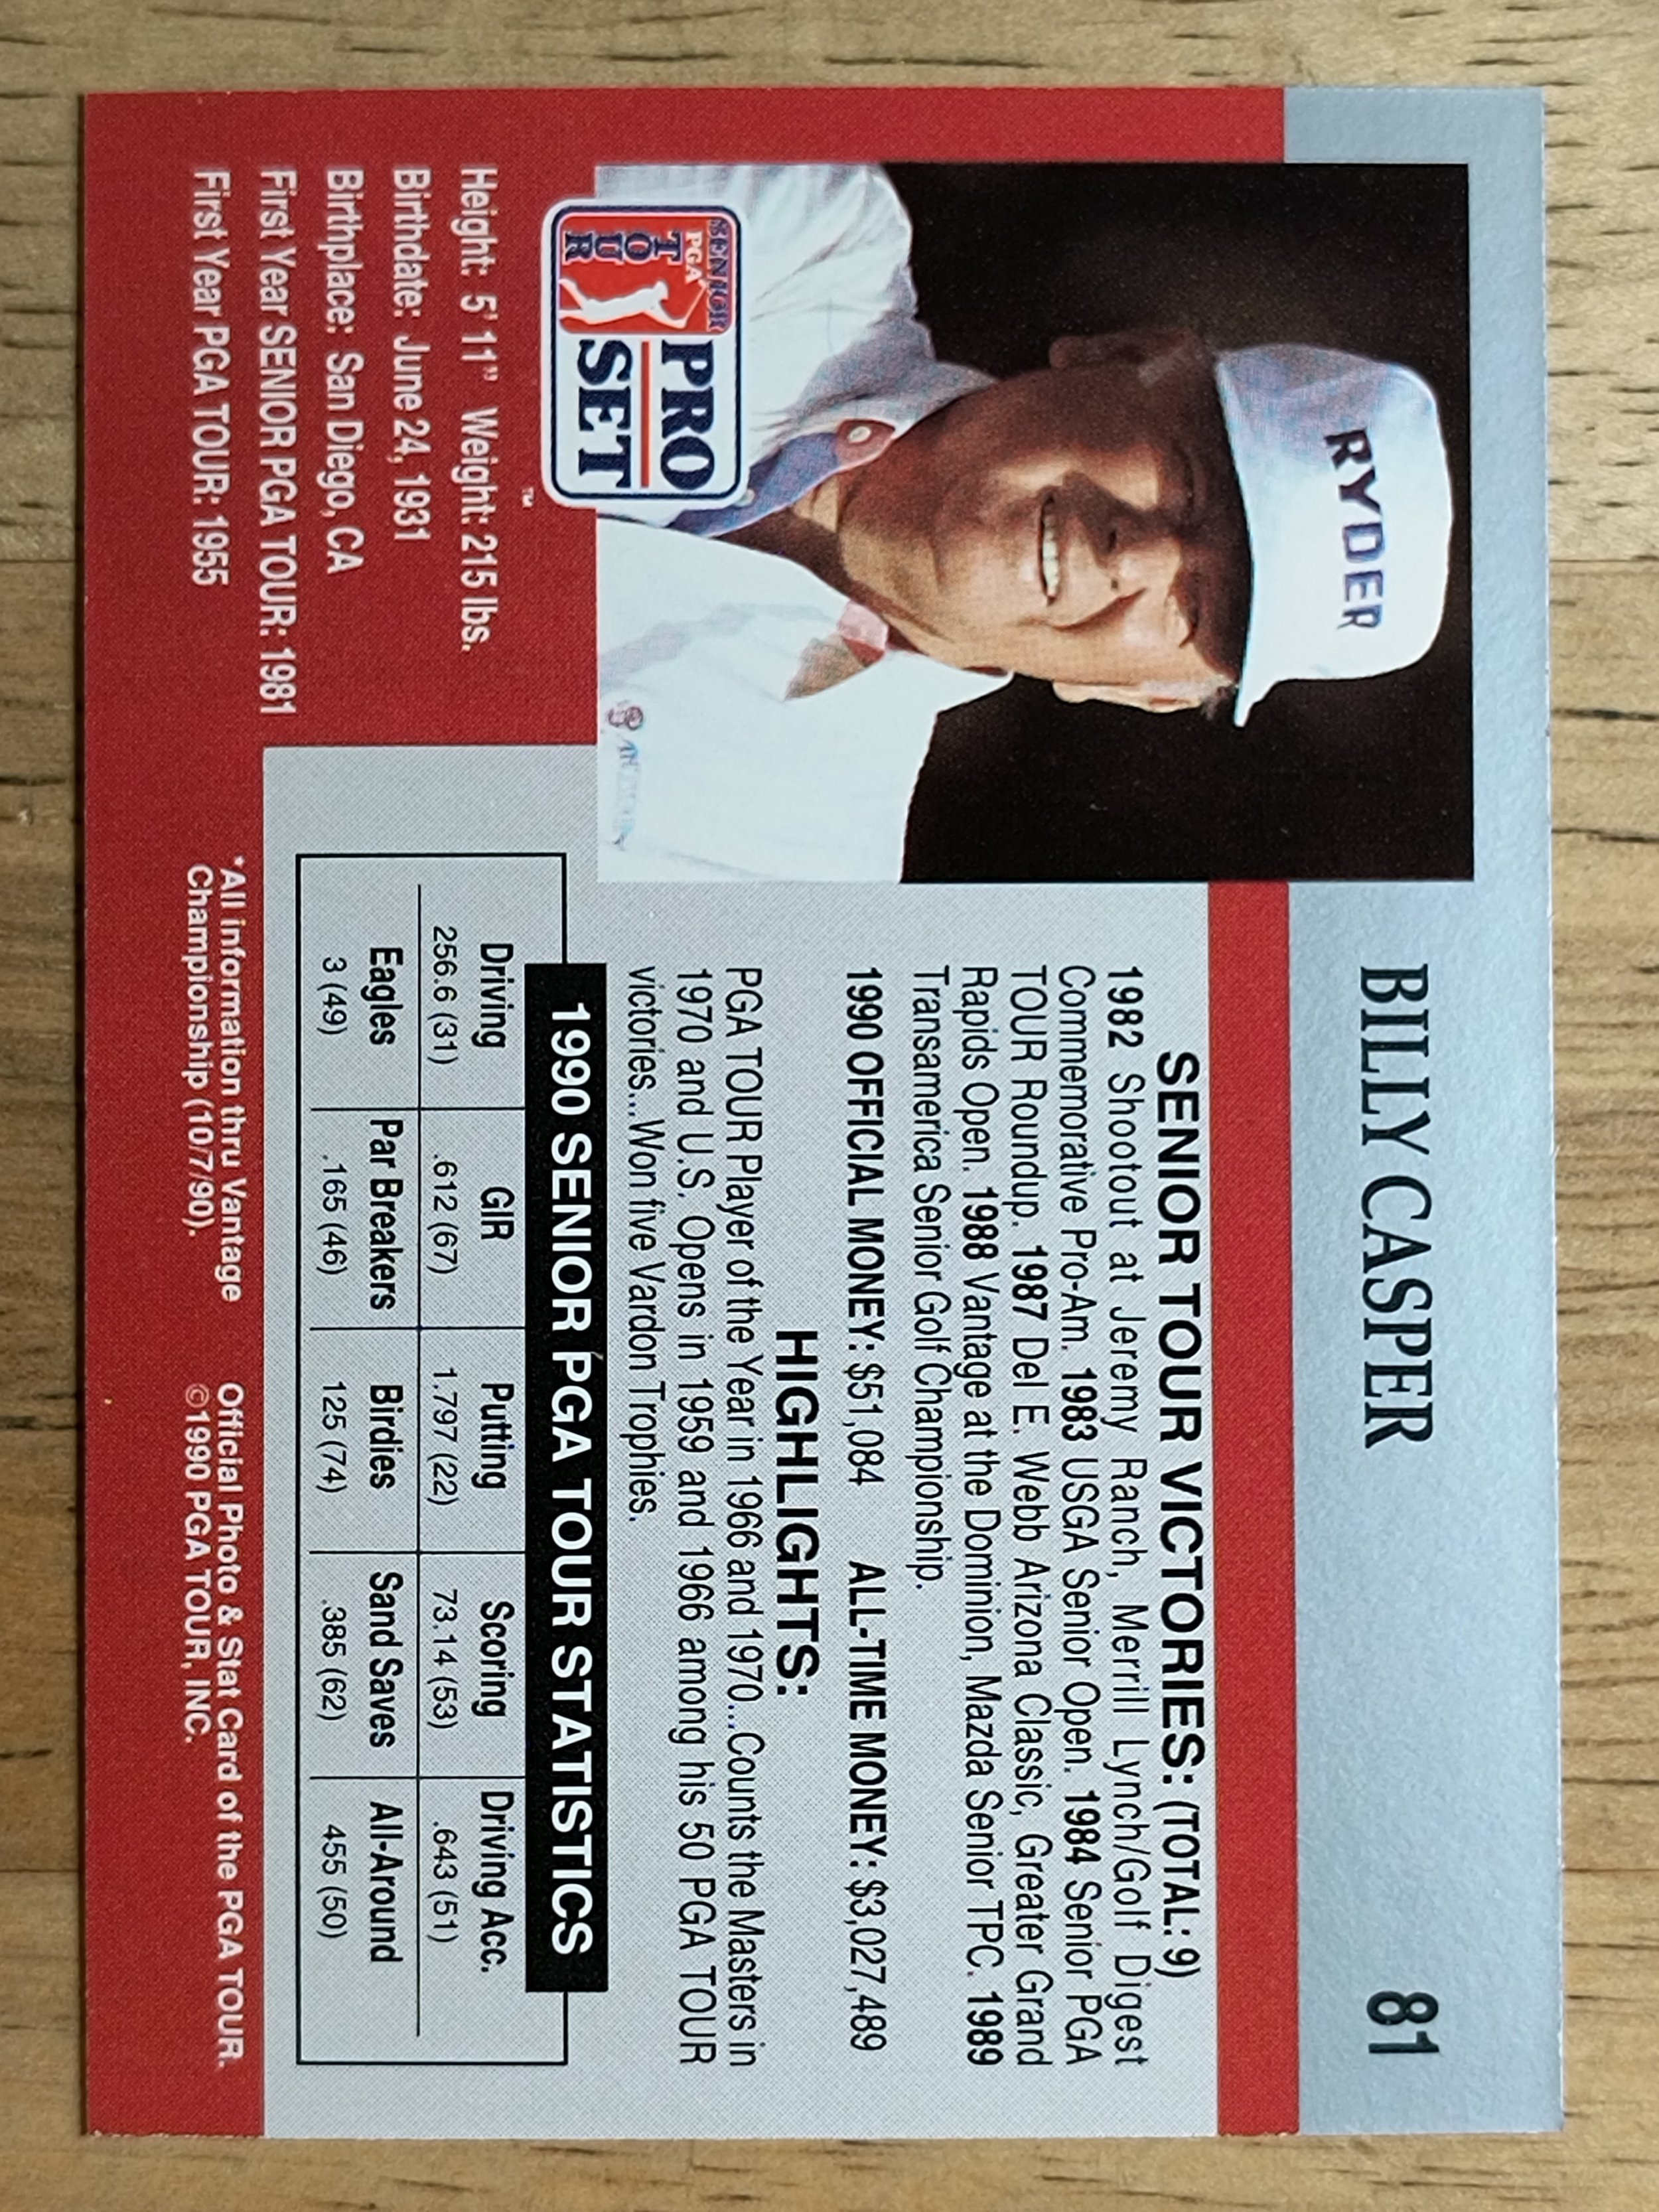 BILLY CASPER
81
RYDER
SENIOR
PGA
TOUR
PRO
SET
™
Height: 5' 11" Weight: 215 lbs.
Birthdate: June 24, 1931
Birthplace: San Diego, CA
First Year SENIOR PGA TOUR: 1981
First Year PGA TOUR: 1955
SENIOR TOUR VICTORIES: (TOTAL: 9)
1982 Shootout at Jeremy Ranch, Merrill Lynch/Golf Digest
Commemorative Pro-Am. 1983 USGA Senior Open. 1984 Senior PGA
TOUR Roundup. 1987 Del E. Webb Arizona Classic, Greater Grand
Rapids Open. 1988 Vantage at the Dominion, Mazda Senior TPC. 1989
Transamerica Senior Golf Championship.
1990 OFFICIAL MONEY: $51,084 ALL-TIME MONEY: $3,027,489
HIGHLIGHTS:
PGA TOUR Player of the Year in 1966 and 1970...Counts the Masters in
1970 and U.S. Opens in 1959 and 1966 among his 50 PGA TOUR
victories...Won five Vardon Trophies.
1990 SENIOR PGA TOUR STATISTICS
Driving GIR Putting Scoring Driving Acc.
256.6 (31) .612 (67) 1.797 (22) 73.14 (53) .643 (51)
Eagles Par Breakers Birdies Sand Saves All-Around
3 (49) .165 (46) 125 (74) .385 (62) 455 (50)
*All information thru Vantage
Championship (10/7/90).
Official Photo & Stat Card of the PGA TOUR.
©1990 PGA TOUR, INC.